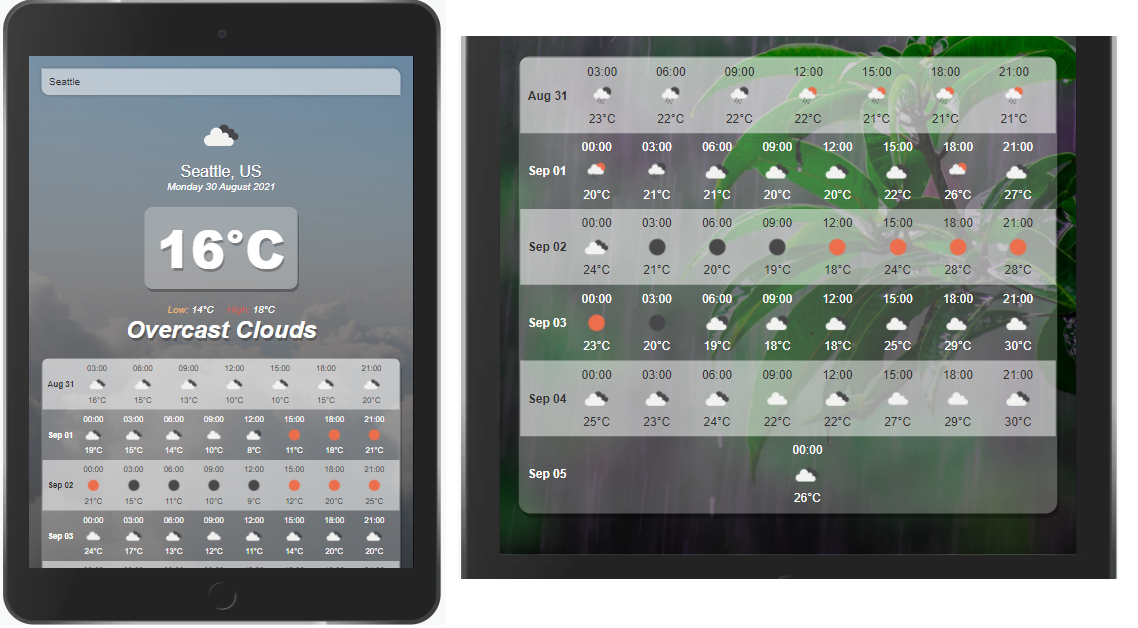 Seattle
Seattle, US
Monday 30 August 2021
16°C
Low: 14°C High: 18°C
Overcast Clouds
03:00 06:00 09:00 12:00 15:00 18:00 21:00
Aug 31
16°C 15°C 13°C 10°C 10°C 15°C 20°C
00:00 03:00 06:00 09:00 12:00 15:00 18:00 21:00
Sep 01
19°C 15°C 14°C 10°C 8°C 11°C 18°C 21°C
00:00 03:00 06:00 09:00 12:00 15:00 18:00 21:00
Sep 02
21°C 15°C 11°C 10°C 9°C 12°C 20°C 25°C
00:00 03:00 06:00 09:00 12:00 15:00 18:00 21:00
Sep 03
24°C 17°C 13°C 12°C 11°C 14°C 20°C 20°C
03:00 06:00 09:00 12:00 15:00 18:00 21:00
Aug 31
23°C 22°C 22°C 22°C 21°C 21°C 21°C
00:00 03:00 06:00 09:00 12:00 15:00 18:00 21:00
Sep 01
20°C 21°C 21°C 20°C 20°C 22°C 26°C 27°C
00:00 03:00 06:00 09:00 12:00 15:00 18:00 21:00
Sep 02
24°C 21°C 20°C 19°C 18°C 24°C 28°C 28°C
00:00 03:00 06:00 09:00 12:00 15:00 18:00 21:00
Sep 03
23°C 20°C 19°C 18°C 18°C 25°C 29°C 30°C
00:00 03:00 06:00 09:00 12:00 15:00 18:00 21:00
Sep 04
25°C 23°C 24°C 22°C 22°C 27°C 29°C 30°C
00:00
Sep 05
26°C